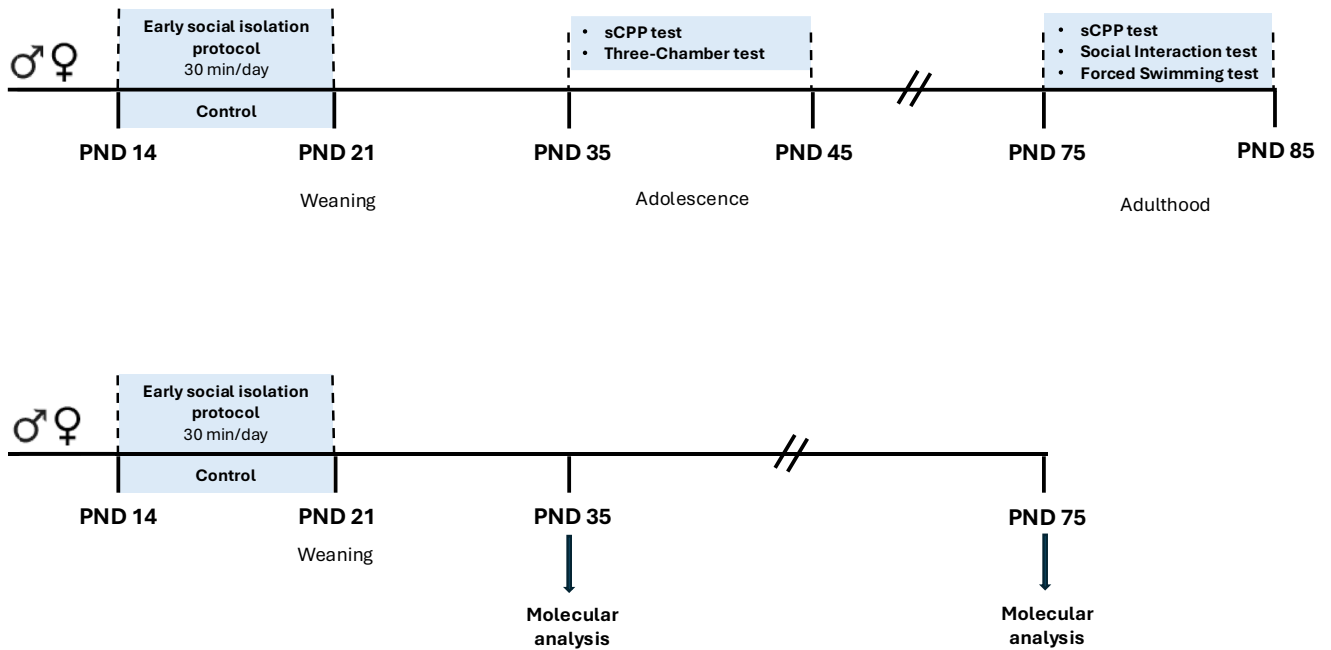 Early social isolation
protocol
30 min/day
Control
• sCPP test
• Three-Chamber test
• sCPP test
• Social Interaction test
• Forced Swimming test
PND 14
PND 21
PND 35
PND 45
PND 75
PND 85
Weaning
Adolescence
Adulthood
Early social isolation
protocol
30 min/day
Control
PND 14
PND 21
PND 35
PND 75
Weaning
Molecular
analysis
Molecular
analysis